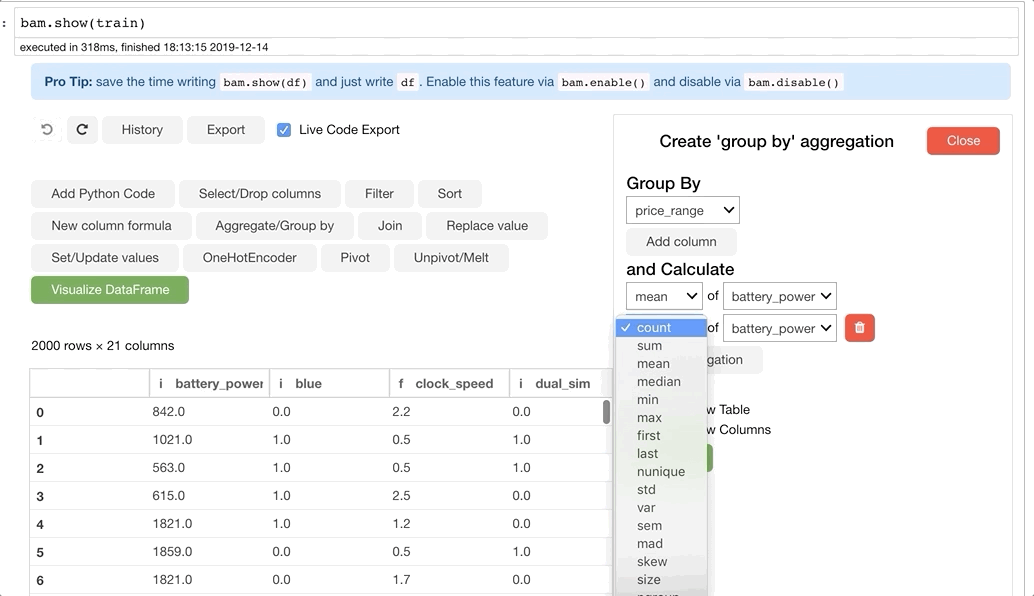 : bam.show(train)
executed in 318ms, finished 18:13:15 2019-12-14
Pro Tip: save the time writing bam.show(df) and just write df . Enable this feature via bam.enable() and disable via bam.disable()
History Export Live Code Export
Add Python Code Select/Drop columns Filter Sort
New column formula Aggregate/Group by Join Replace value
Set/Update values OneHotEncoder Pivot Unpivot/Melt
Visualize DataFrame
2000 rows × 21 columns
i battery_power i blue f clock_speed i dual_sim
0 842.0 0.0 2.2 0.0
1 1021.0 1.0 0.5 1.0
2 563.0 1.0 0.5 1.0
3 615.0 1.0 2.5 0.0
4 1821.0 1.0 1.2 0.0
5 1859.0 0.0 0.5 1.0
6 1821.0 0.0 1.7 0.0
Create 'group by' aggregation Close
Group By
price_range
Add column
and Calculate
mean of battery_power
count of battery_power
sum
mean gation
median
min
max w Table
first w Columns
last
nunique
std
var
sem
mad
skew
size